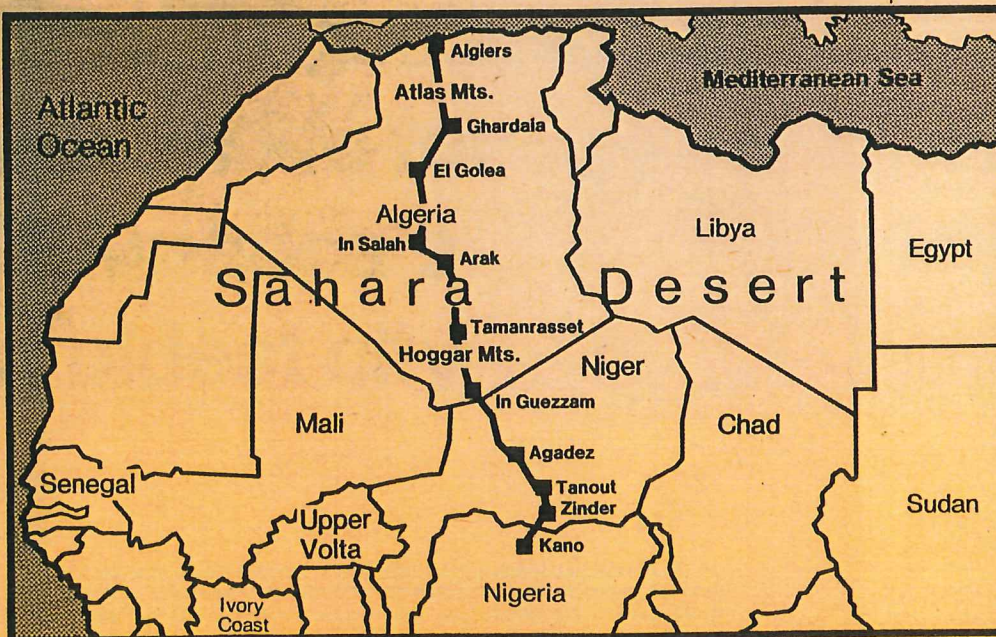 Algiers
Mediterranean Sea
Atlas Mts.
Atlantic
Ocean
Ghardaia
El Golea
Algeria
Libya
In Salah
Arak
Egypt
Sahara Desert
Tamanrasset
Hoggar Mts.
Niger
In Guezzam
Mali
Chad
Agadez
Senegal
Tanout
Zinder
Sudan
Upper
Volta
Kano
Nigeria
Ivory
Coast